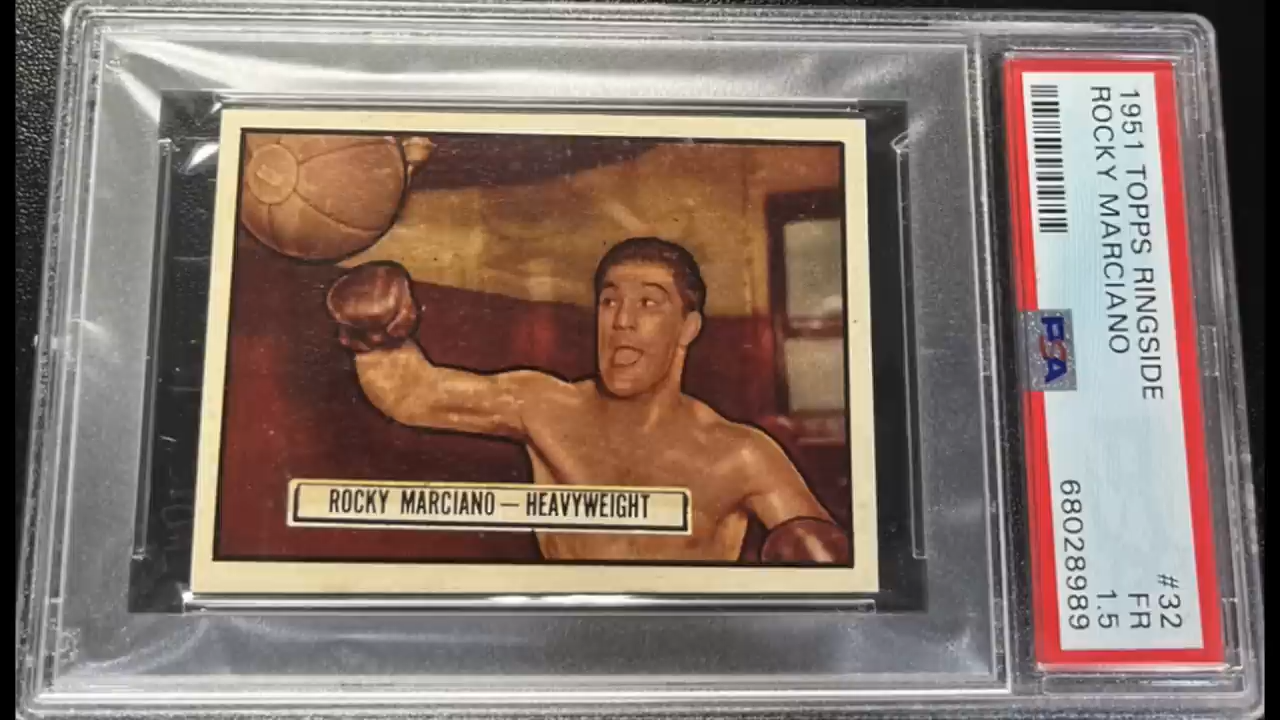 ROCKY MARCIANO — HEAVYWEIGHT
1951 TOPPS RINGSIDE #32
ROCKY MARCIANO FR
1.5
PSA 68028989